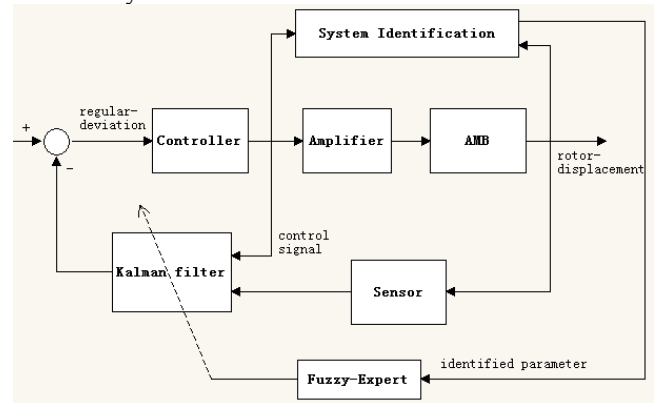 System Identification
regular-
deviation
+
Controller
Amplifier
AMB
rotor-
displacement
-
control
signal
Kalman filter
Sensor
identified parameter
Fuzzy-Expert